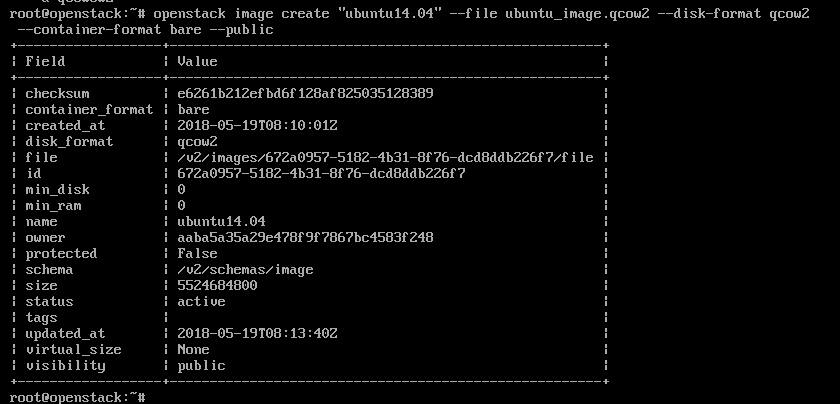 root@openstack:~# openstack image create "ubuntu14.04" --file ubuntu_image.qcow2 --disk-format qcow2
--container-format bare --public
+------------------+------------------------------------------------------+
| Field            | Value                                                |
+------------------+------------------------------------------------------+
| checksum         | e6261b212efbd6f128af825035128389                     |
| container_format | bare                                                 |
| created_at       | 2018-05-19T08:10:01Z                                 |
| disk_format      | qcow2                                                |
| file             | /v2/images/672a0957-5182-4b31-8f76-dcd8ddb226f7/file |
| id               | 672a0957-5182-4b31-8f76-dcd8ddb226f7                 |
| min_disk         | 0                                                    |
| min_ram          | 0                                                    |
| name             | ubuntu14.04                                          |
| owner            | aaba5a35a29e478f9f7867bc4583f248                     |
| protected        | False                                                |
| schema           | /v2/schemas/image                                    |
| size             | 5524684800                                           |
| status           | active                                               |
| tags             |                                                      |
| updated_at       | 2018-05-19T08:13:40Z                                 |
| virtual_size     | None                                                 |
| visibility       | public                                               |
+------------------+------------------------------------------------------+
root@openstack:~#